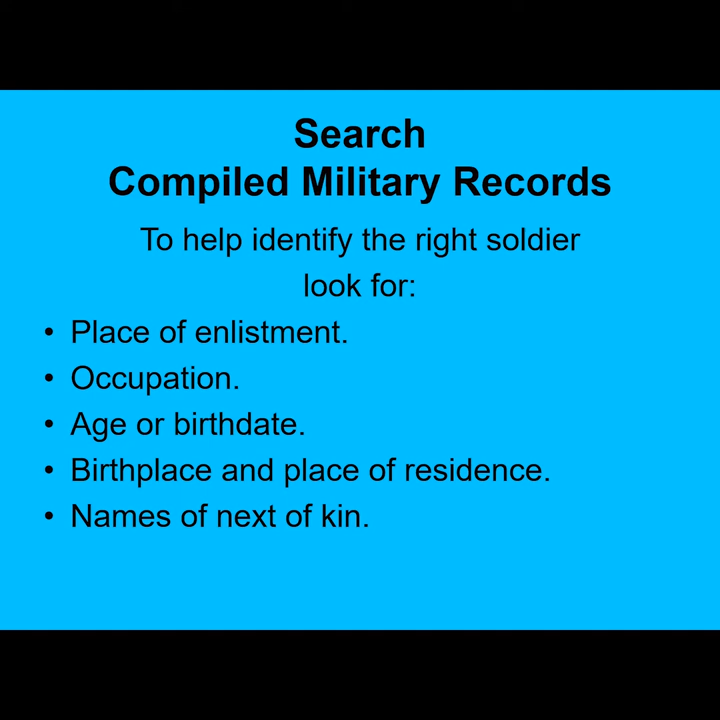 Search
Compiled Military Records
To help identify the right soldier
look for:
• Place of enlistment.
• Occupation.
• Age or birthdate.
• Birthplace and place of residence.
• Names of next of kin.